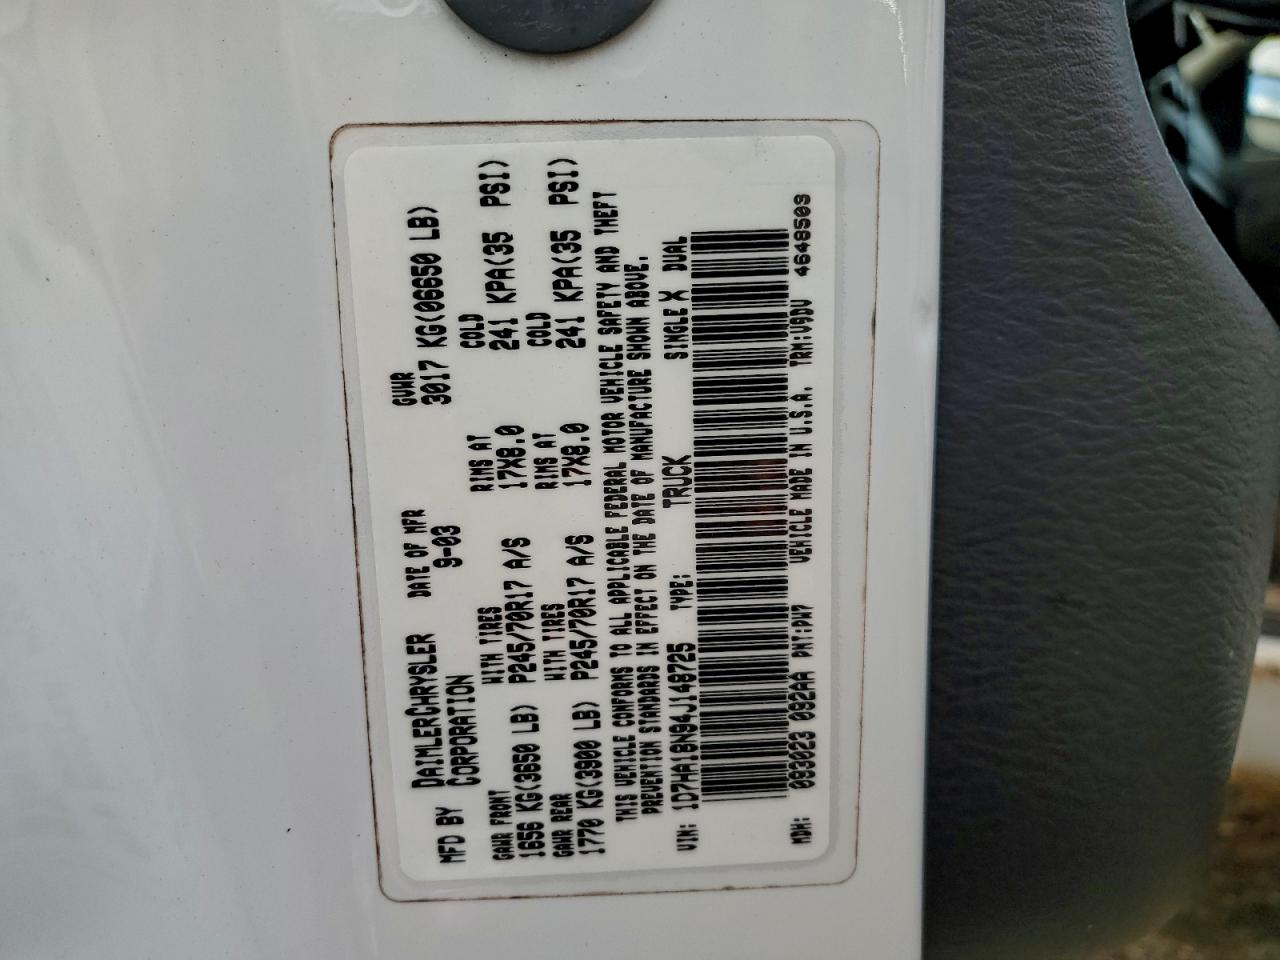 MFD BY DAIMLERCHRYSLER CORPORATION DATE OF MFR 9-03 GVWR 3017 KG(06650 LB)
GAWR FRONT WITH TIRES RIMS AT COLD
1656 KG(3650 LB) P245/70R17 A/S 17X8.0 241 KPA(35 PSI)
GAWR REAR WITH TIRES RIMS AT COLD
1770 KG(3900 LB) P245/70R17 A/S 17X8.0 241 KPA(35 PSI)
THIS VEHICLE CONFORMS TO ALL APPLICABLE FEDERAL MOTOR VEHICLE SAFETY AND THEFT
PREVENTION STANDARDS IN EFFECT ON THE DATE OF MANUFACTURE SHOWN ABOVE.
VIN: 1D7HA18N94J148725 TYPE: TRUCK SINGLE X DUAL
MDH: 093023 092AA PNT:PW7 VEHICLE MADE IN U.S.A. TRM:V9DV 4648503